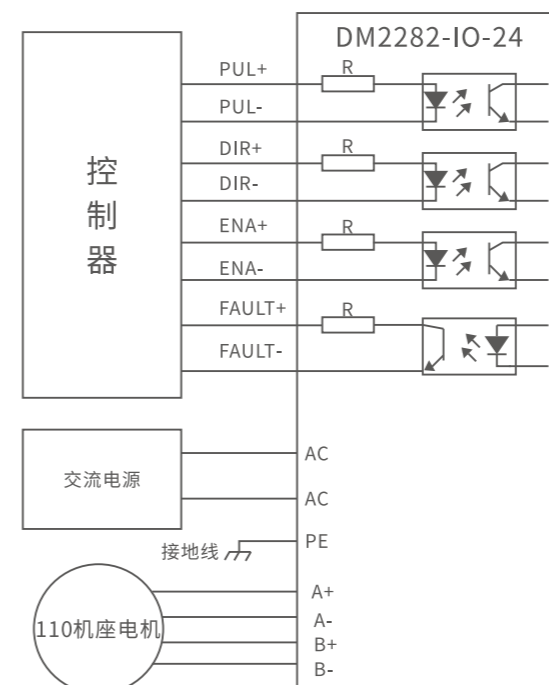 DM2282-IO-24
PUL+
R
PUL-
DIR+
R
DIR-
控
制
器
ENA+
R
ENA-
FAULT+
R
FAULT-
交流电源
AC
AC
接地线
PE
110机座电机
A+
A-
B+
B-